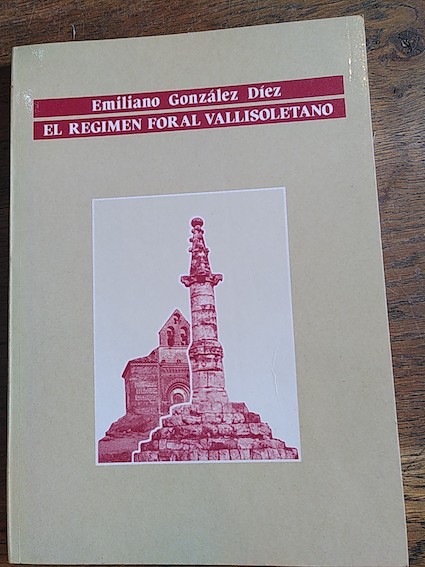 Emiliano González Díez
EL REGIMEN FORAL VALLISOLETANO